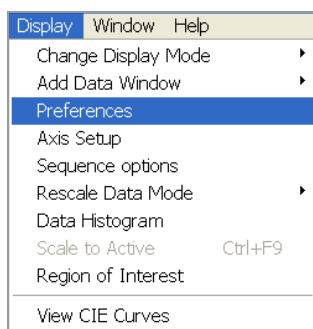 Display Window Help
Change Display Mode
Add Data Window
Preferences
Axis Setup
Sequence options
Rescale Data Mode
Data Histogram
Scale to Active Ctrl+F9
Region of Interest
View CIE Curves